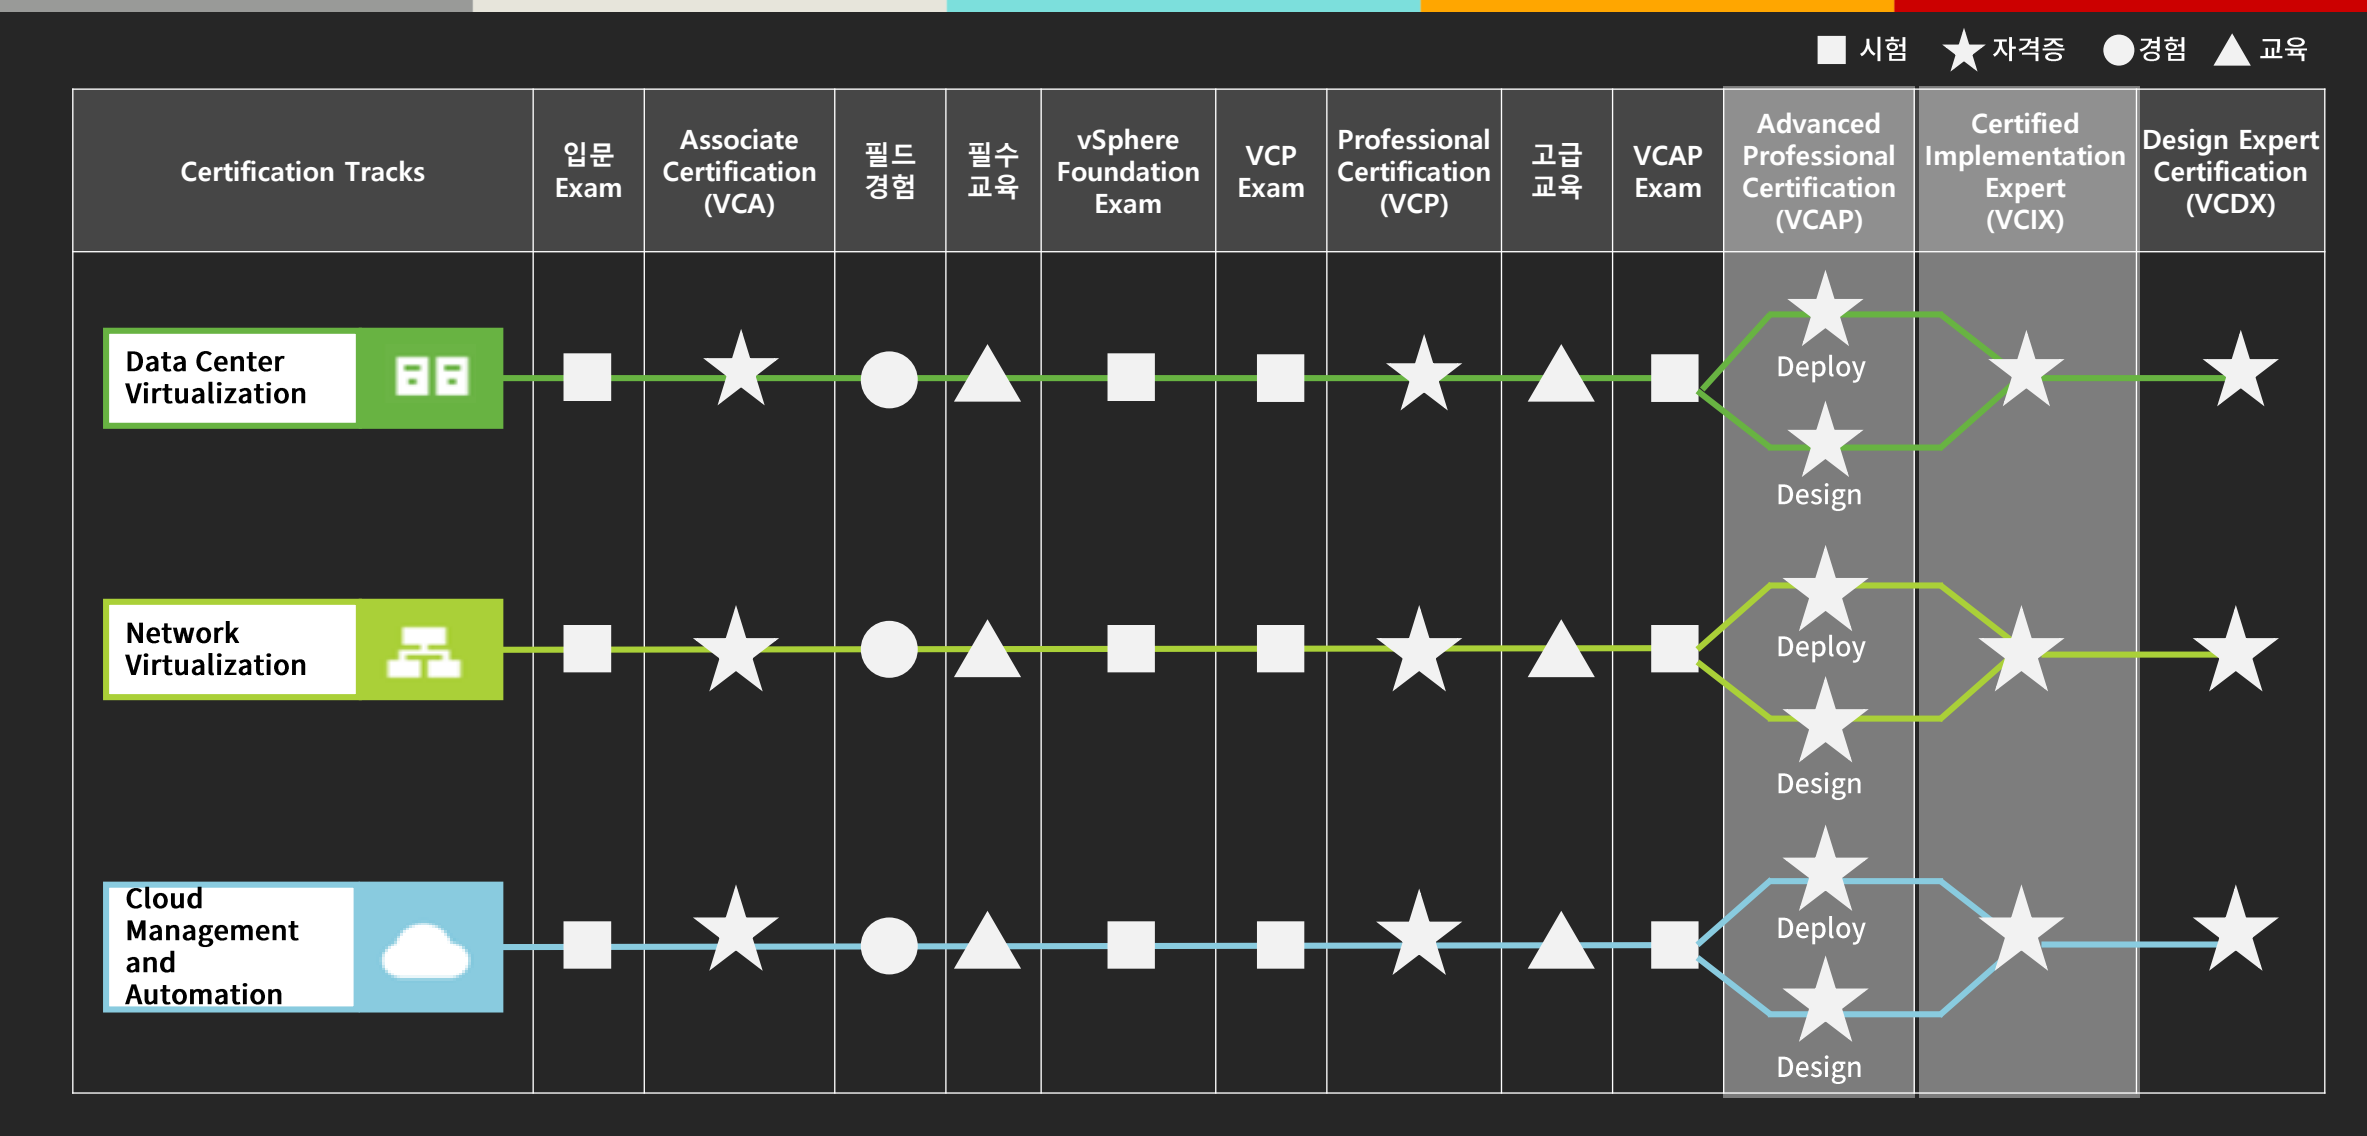 시험 자격증 경험 교육
Certification Tracks
입문
Exam
Associate
Certification
(VCA)
필드
경험
필수
교육
vSphere
Foundation
Exam
VCP
Exam
Professional
Certification
(VCP)
고급
교육
VCAP
Exam
Advanced
Professional
Certification
(VCAP)
Certified
Implementation
Expert
(VCIX)
Design Expert
Certification
(VCDX)
Data Center
Virtualization
Deploy
Design
Network
Virtualization
Deploy
Design
Cloud
Management
and
Automation
Deploy
Design